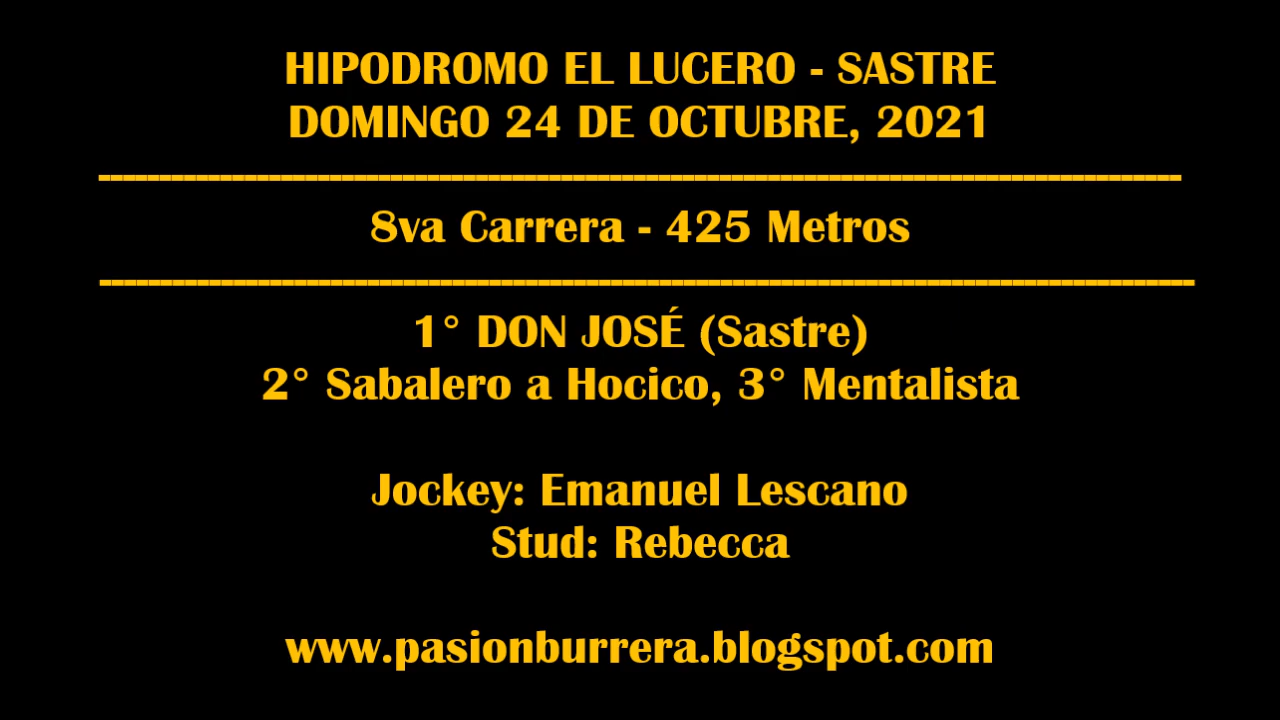 HIPODROMO EL LUCERO - SASTRE
DOMINGO 24 DE OCTUBRE, 2021
8va Carrera - 425 Metros
1° DON JOSÉ (Sastre)
2° Sabalero a Hocico, 3° Mentalista
Jockey: Emanuel Lescano
Stud: Rebecca
www.pasionburrera.blogspot.com